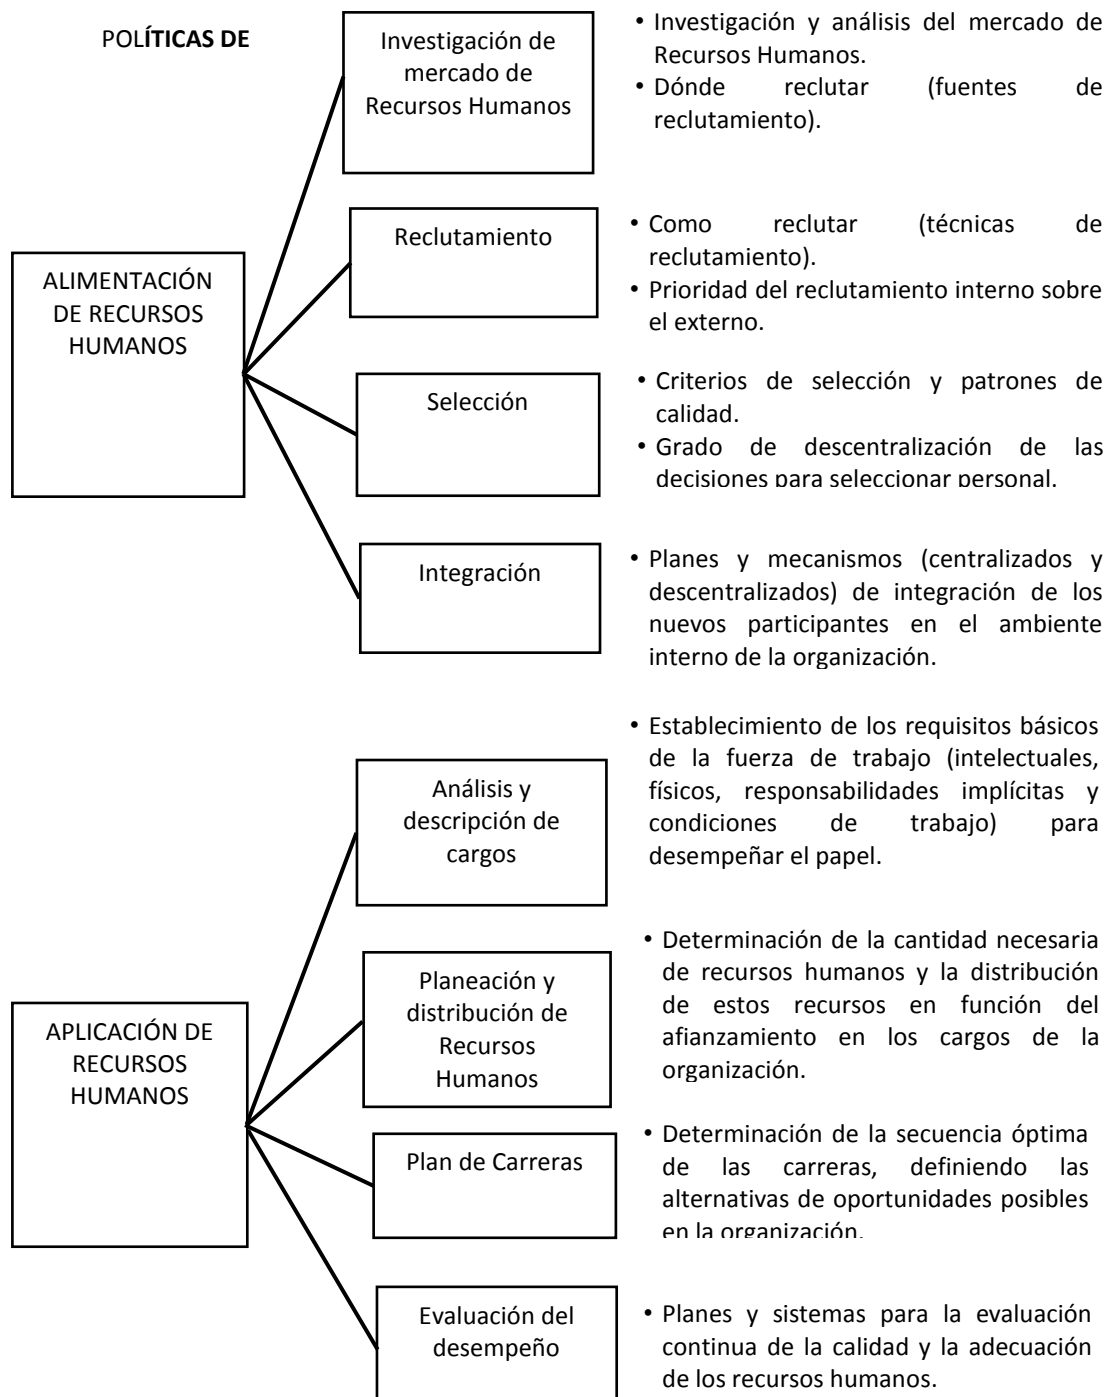 POLÍTICAS DE
ALIMENTACIÓN
DE RECURSOS
HUMANOS
Investigación de
mercado de
Recursos Humanos
• Investigación y análisis del mercado de
Recursos Humanos.
• Dónde reclutar (fuentes de
reclutamiento).
Reclutamiento
• Como reclutar (técnicas de
reclutamiento).
• Prioridad del reclutamiento interno sobre
el externo.
Selección
• Criterios de selección y patrones de
calidad.
• Grado de descentralización de las
decisiones para seleccionar personal.
Integración
• Planes y mecanismos (centralizados y
descentralizados) de integración de los
nuevos participantes en el ambiente
interno de la organización.
APLICACIÓN DE
RECURSOS
HUMANOS
Análisis y
descripción de
cargos
• Establecimiento de los requisitos básicos
de la fuerza de trabajo (intelectuales,
físicos, responsabilidades implícitas y
condiciones de trabajo) para
desempeñar el papel.
Planeación y
distribución de
Recursos
Humanos
• Determinación de la cantidad necesaria
de recursos humanos y la distribución
de estos recursos en función del
afianzamiento en los cargos de la
organización.
Plan de Carreras
• Determinación de la secuencia óptima
de las carreras, definiendo las
alternativas de oportunidades posibles
en la organización.
Evaluación del
desempeño
• Planes y sistemas para la evaluación
continua de la calidad y la adecuación
de los recursos humanos.